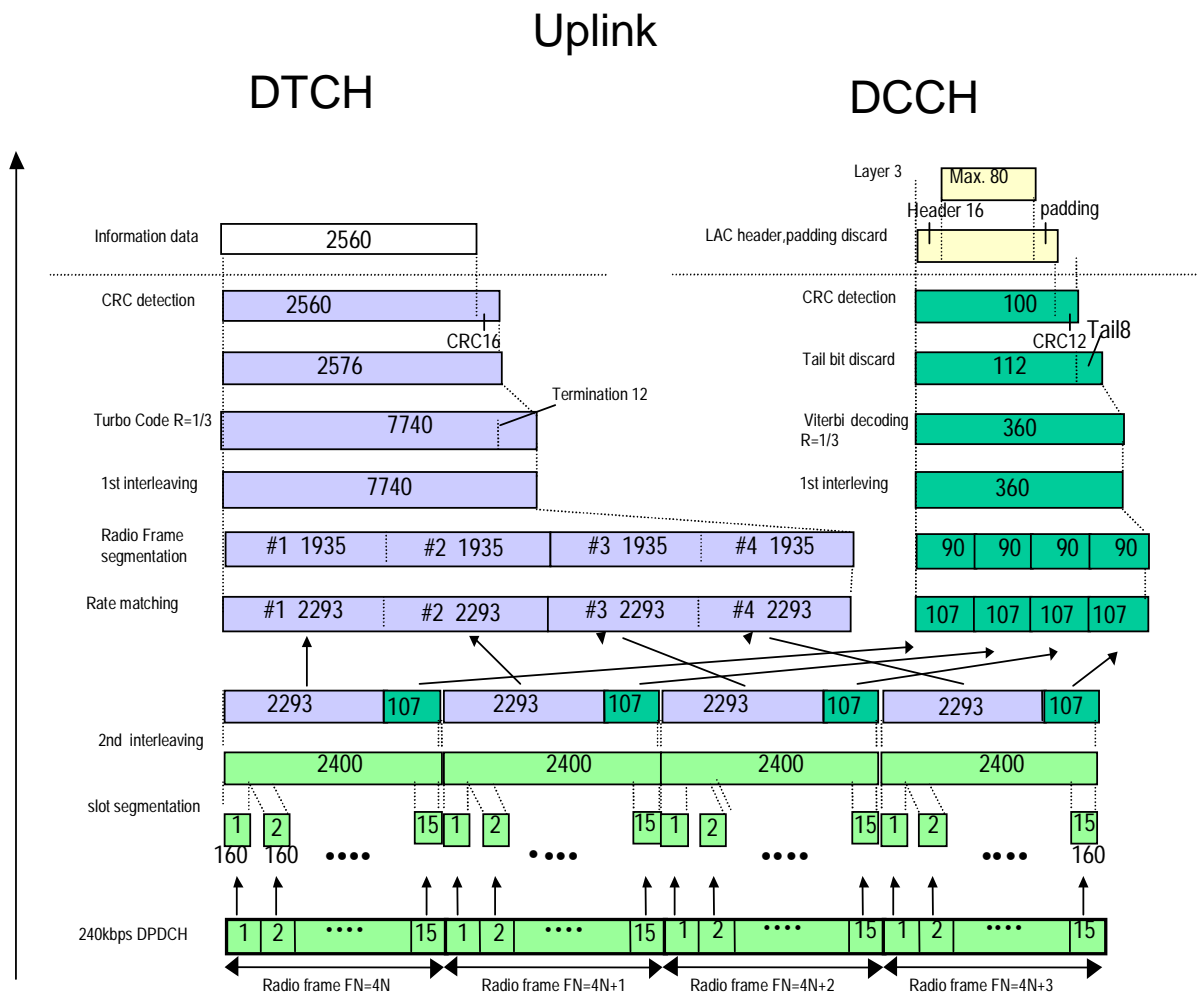 Uplink
DTCH
DCCH
Layer 3
Max. 80
Header 16
padding
Information data
2560
LAC header,padding discard
CRC detection
2560
CRC detection
100
CRC16
CRC12
Tail8
2576
Tail bit discard
112
Termination 12
Turbo Code R=1/3
7740
Viterbi decoding
R=1/3
360
1st interleaving
7740
1st interleving
360
Radio Frame
segmentation
#1 1935
#2 1935
#3 1935
#4 1935
90
90
90
90
Rate matching
#1 2293
#2 2293
#3 2293
#4 2293
107
107
107
107
2293
107
2293
107
2293
107
2293
107
2nd interleaving
2400
2400
2400
2400
slot segmentation
1
2
15
1
2
15
1
2
15
1
2
15
160
160
••••
••••
••••
••••
160
240kbps DPDCH
1
2
••••
15
1
2
••••
15
1
2
••••
15
1
2
••••
15
Radio frame FN=4N
Radio frame FN=4N+1
Radio frame FN=4N+2
Radio frame FN=4N+3